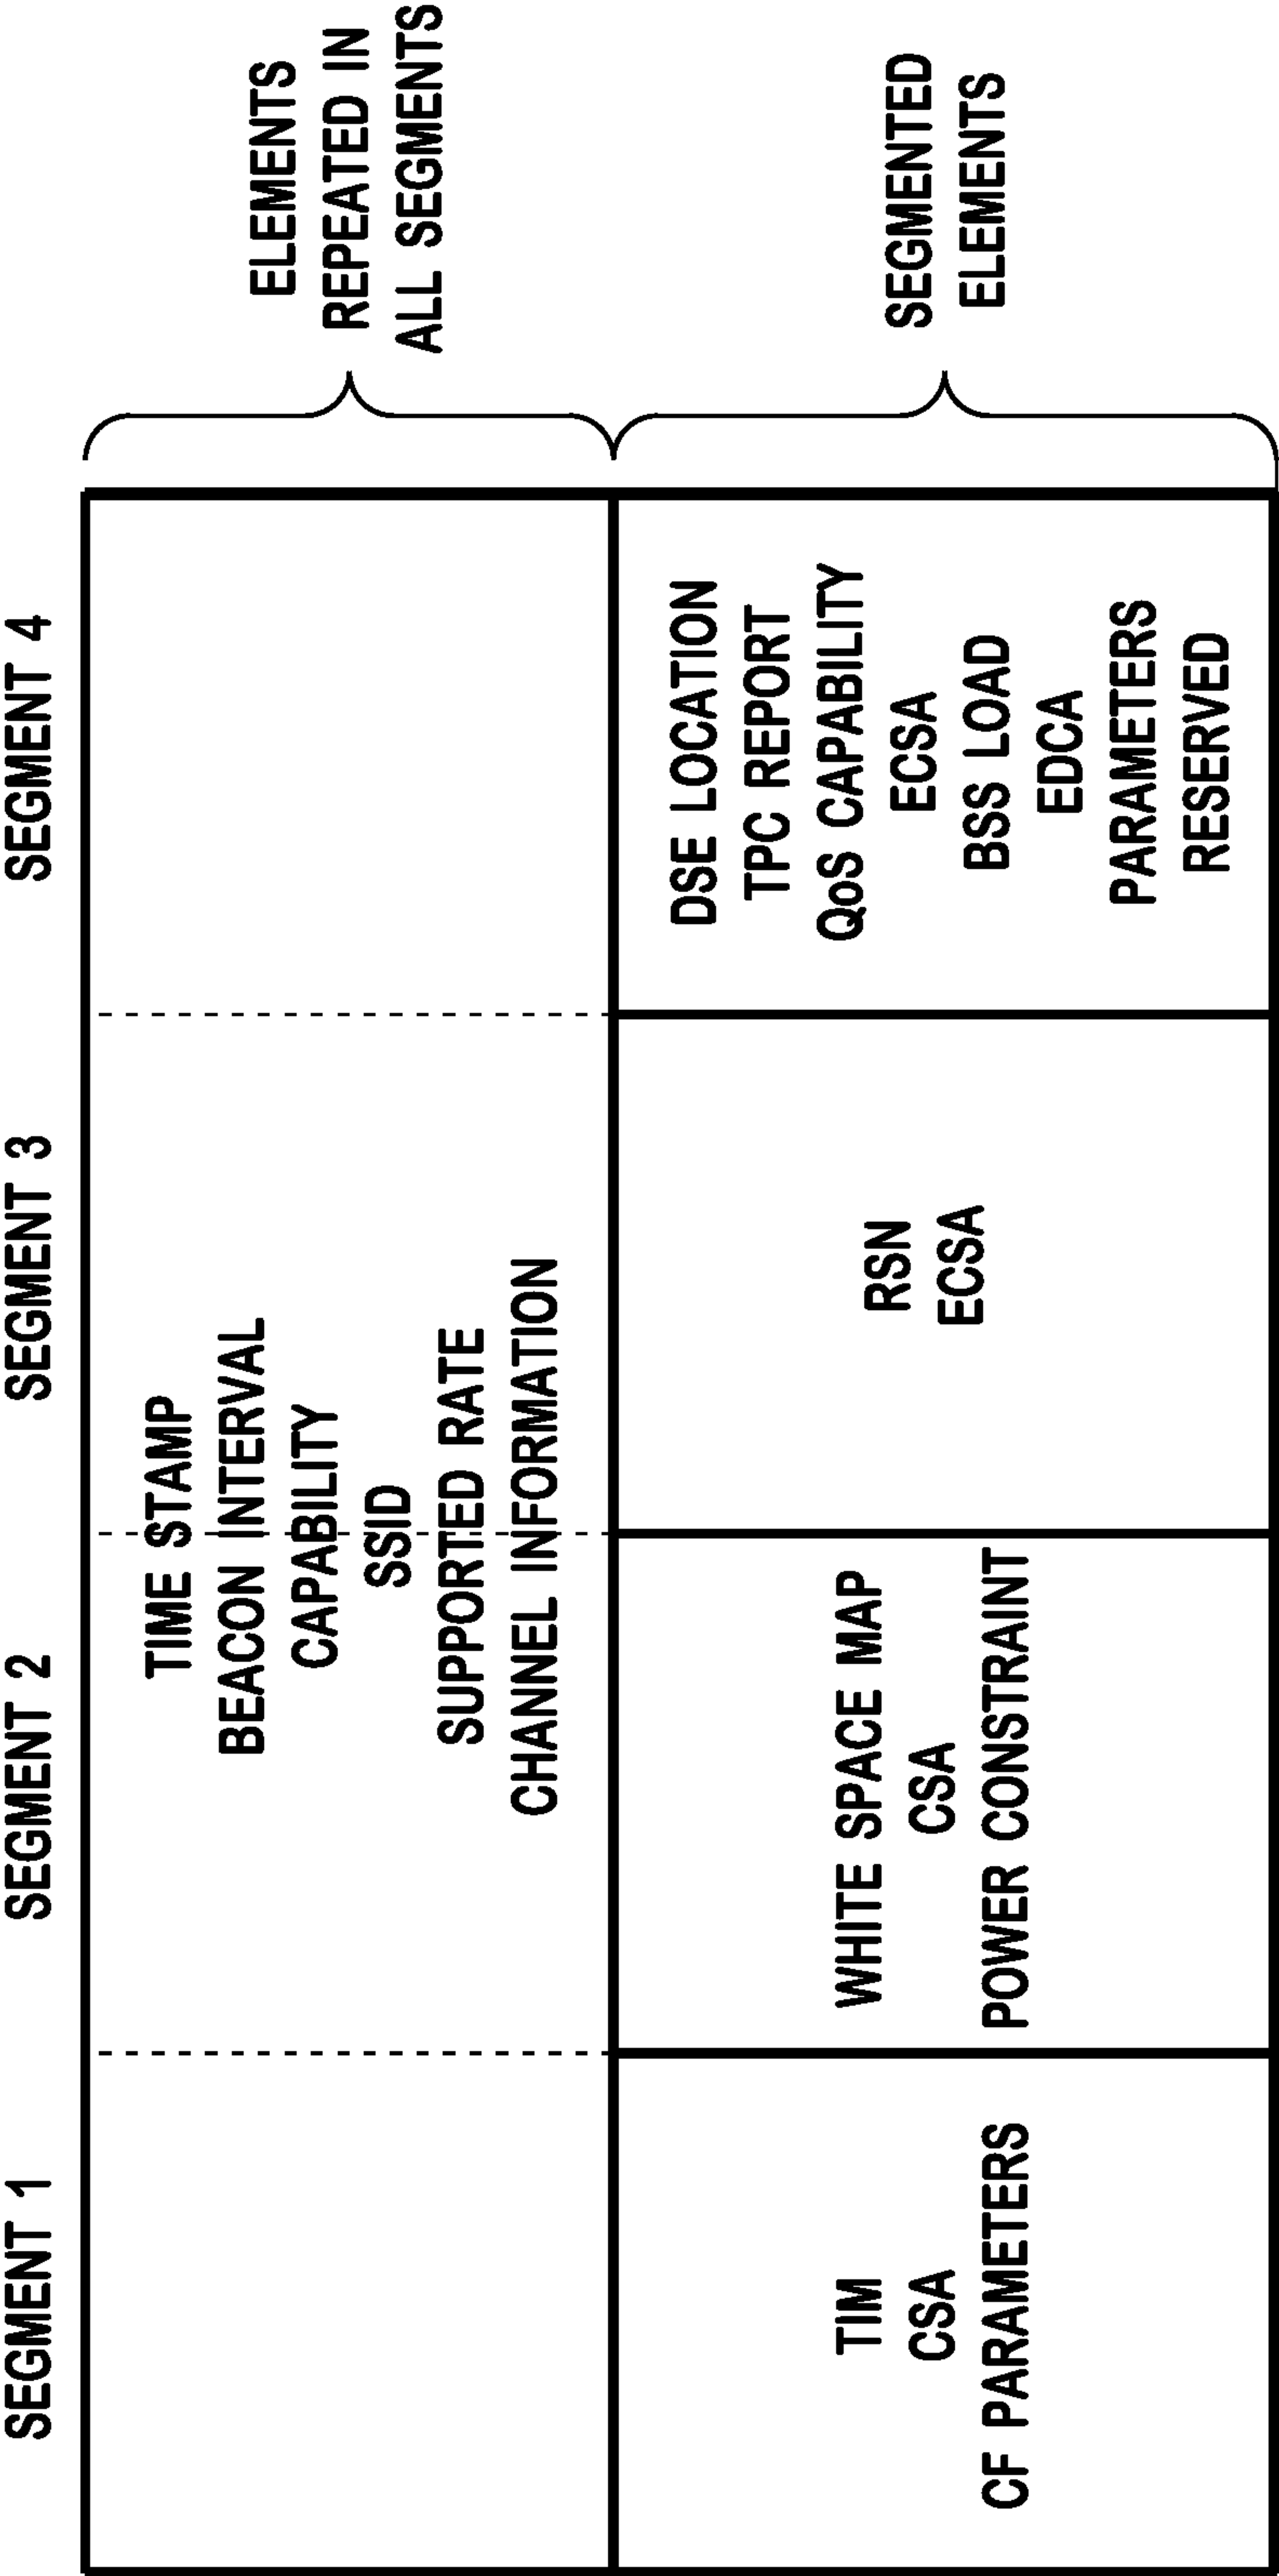 SEGMENT 1
SEGMENT 2
SEGMENT 3
SEGMENT 4
TIME STAMP
BEACON INTERVAL
CAPABILITY
SSID
SUPPORTED RATE
CHANNEL INFORMATION
ELEMENTS
REPEATED IN
ALL SEGMENTS
TIM
CSA
CF PARAMETERS
WHITE SPACE MAP
CSA
POWER CONSTRAINT
RSN
ECSA
DSE LOCATION
TPC REPORT
QoS CAPABILITY
ECSA
BSS LOAD
EDCA
PARAMETERS
RESERVED
SEGMENTED
ELEMENTS